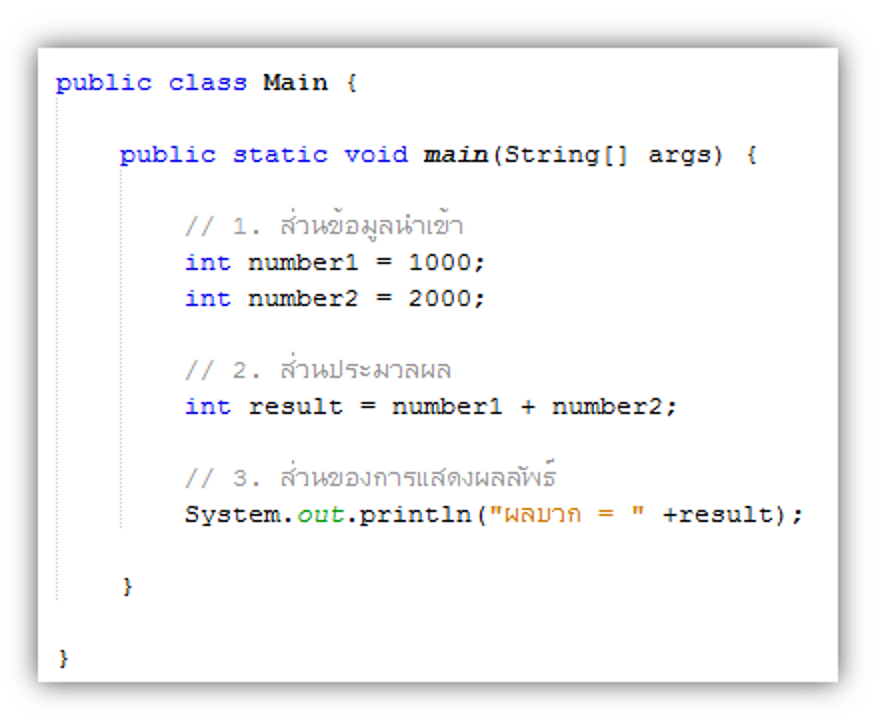 public class Main {
public static void main(String[] args) {
// 1. ส่วนข้อมูลนำเข้า
int number1 = 1000;
int number2 = 2000;
// 2. ส่วนประมวลผล
int result = number1 + number2;
// 3. ส่วนของการแสดงผลลัพธ์
System.out.println("ผลบวก = " +result);
}
}